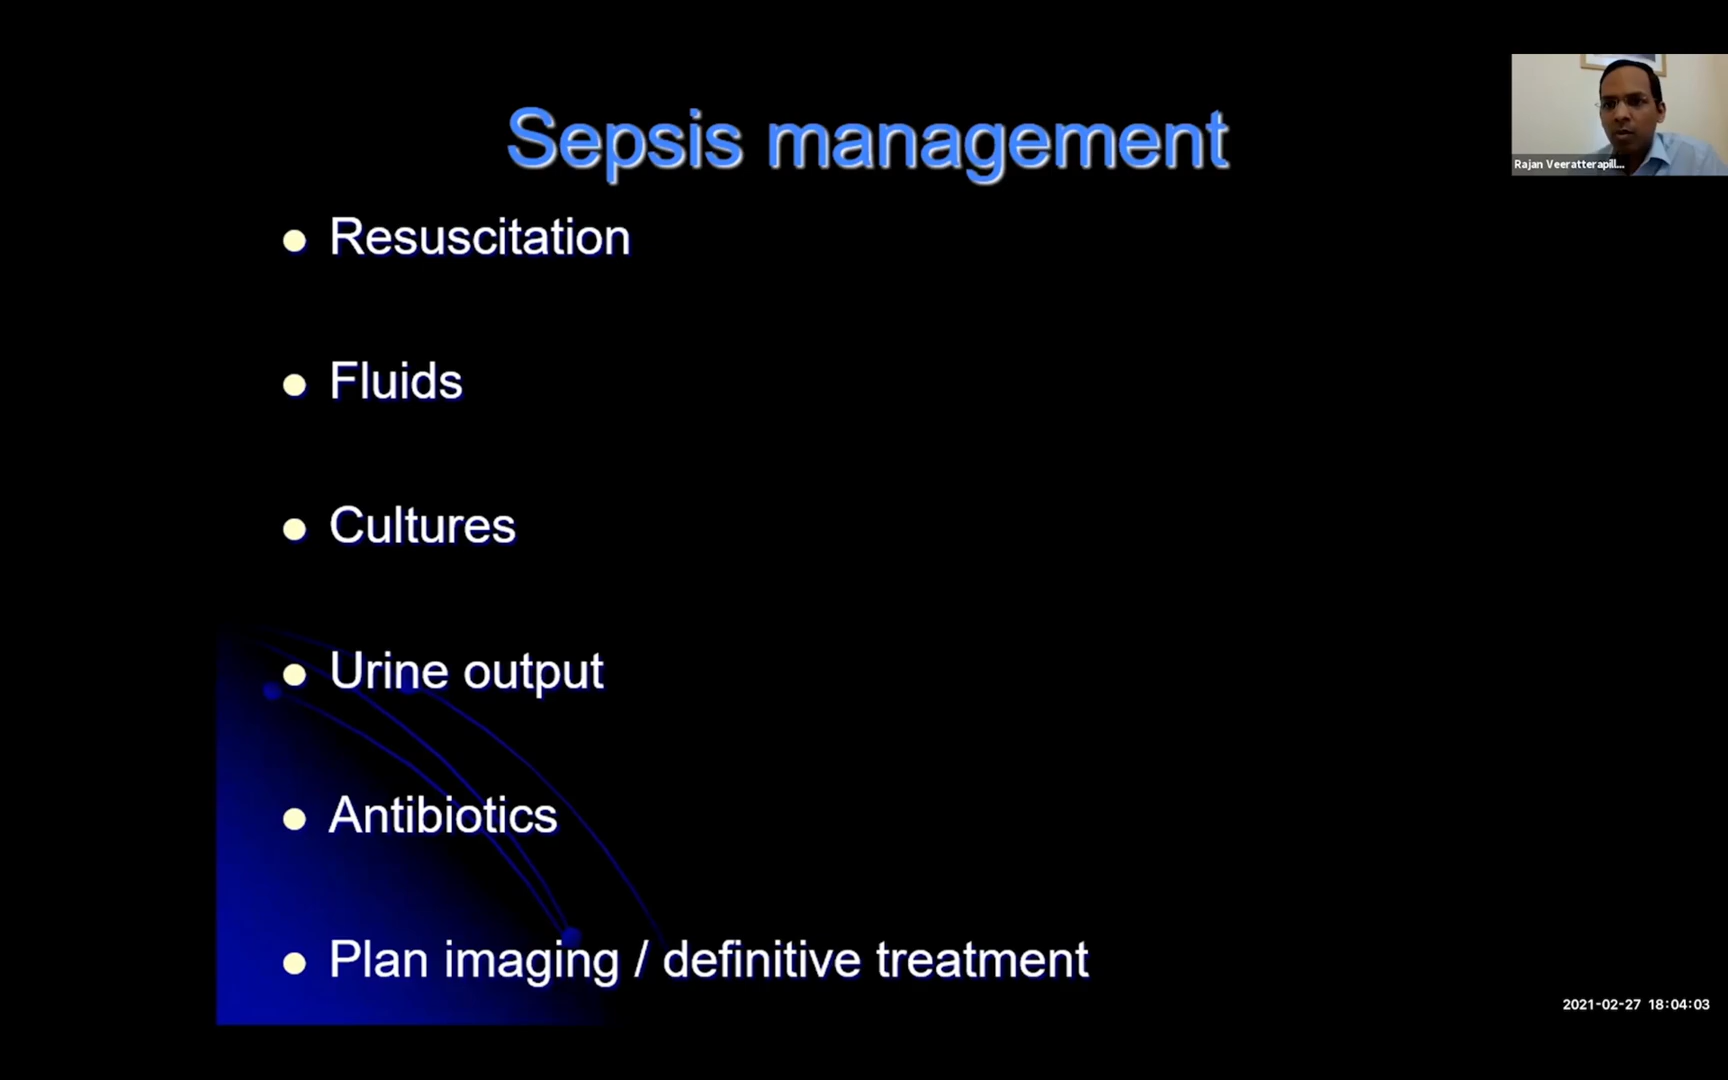 Sepsis management
Rajan Veeratterapill...
Resuscitation
Fluids
Cultures
Urine output
Antibiotics
Plan imaging / definitive treatment
2021-02-27 18:04:03